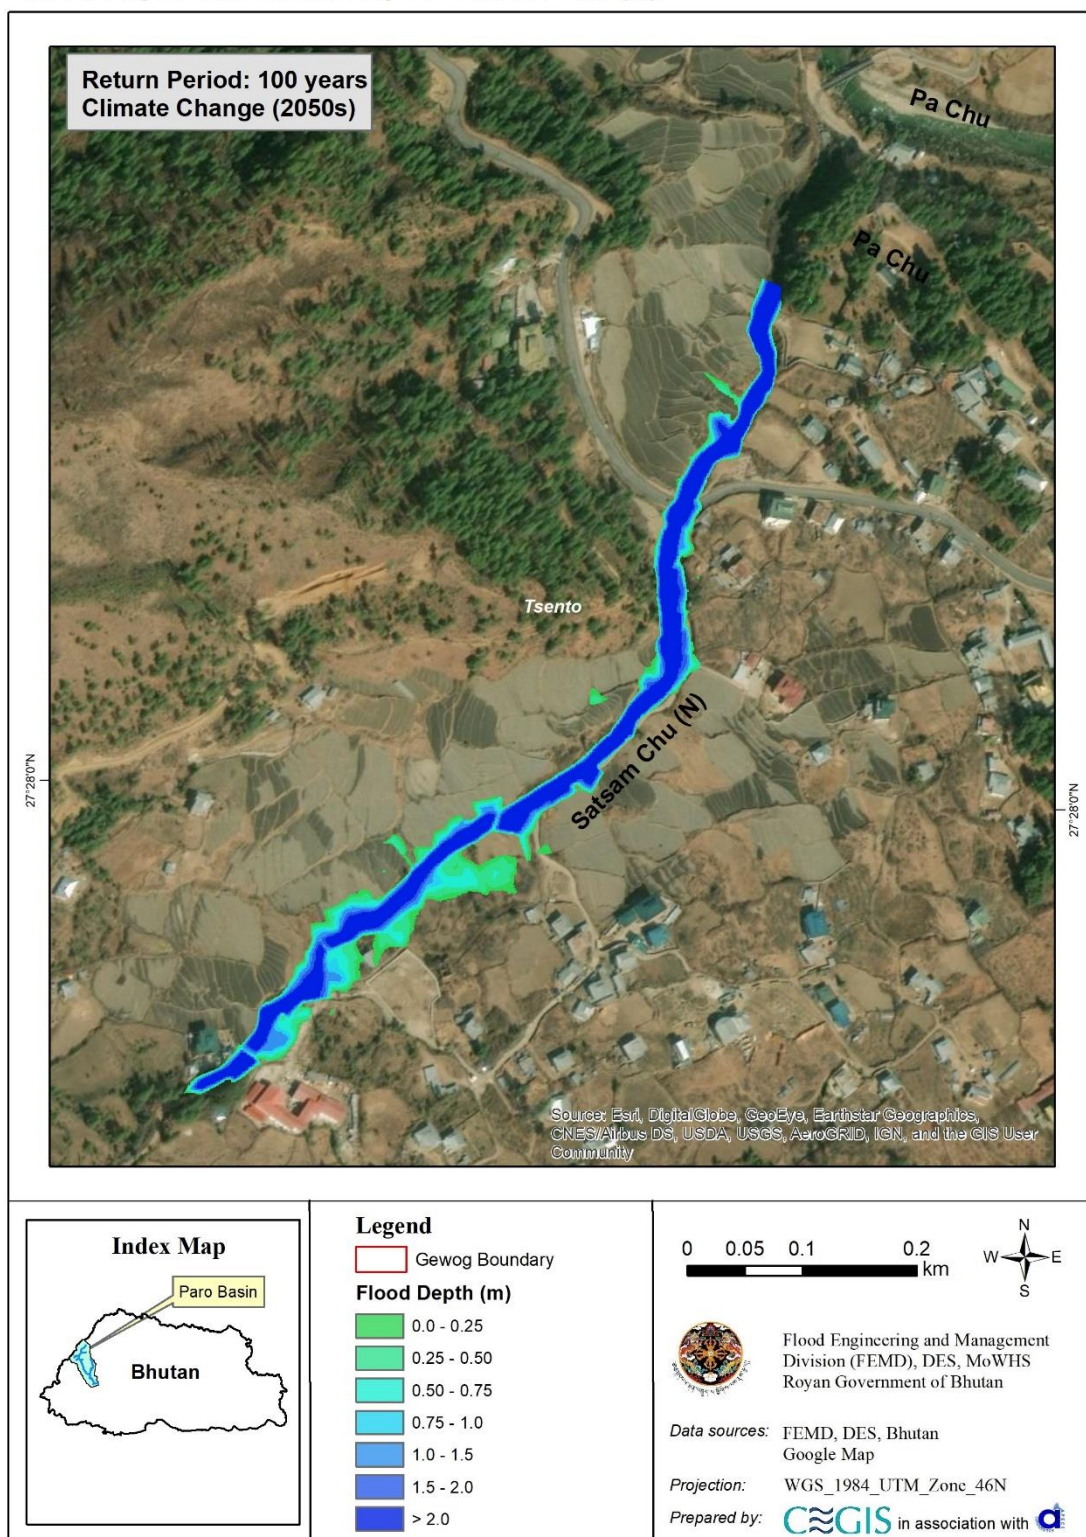 Return Period: 100 years
Climate Change (2050s)
Pa Chu
Pa Chu
Tsento
Satsam Chu (N)
27°28'0"N
27°28'0"N
Source: Esri, DigitalGlobe, GeoEye, Earthstar Geographics,
CNES/Airbus DS, USDA, USGS, AeroGRID, IGN, and the GIS User
Community
Index Map
Paro Basin
Bhutan
Legend
Gewog Boundary
Flood Depth (m)
0.0 - 0.25
0.25 - 0.50
0.50 - 0.75
0.75 - 1.0
1.0 - 1.5
1.5 - 2.0
> 2.0
0 0.05 0.1 0.2
km
N
W E
S
Flood Engineering and Management
Division (FEMD), DES, MoWHS
Royan Government of Bhutan
Data sources: FEMD, DES, Bhutan
Google Map
Projection: WGS_1984_UTM_Zone_46N
Prepared by: CEGIS in association with